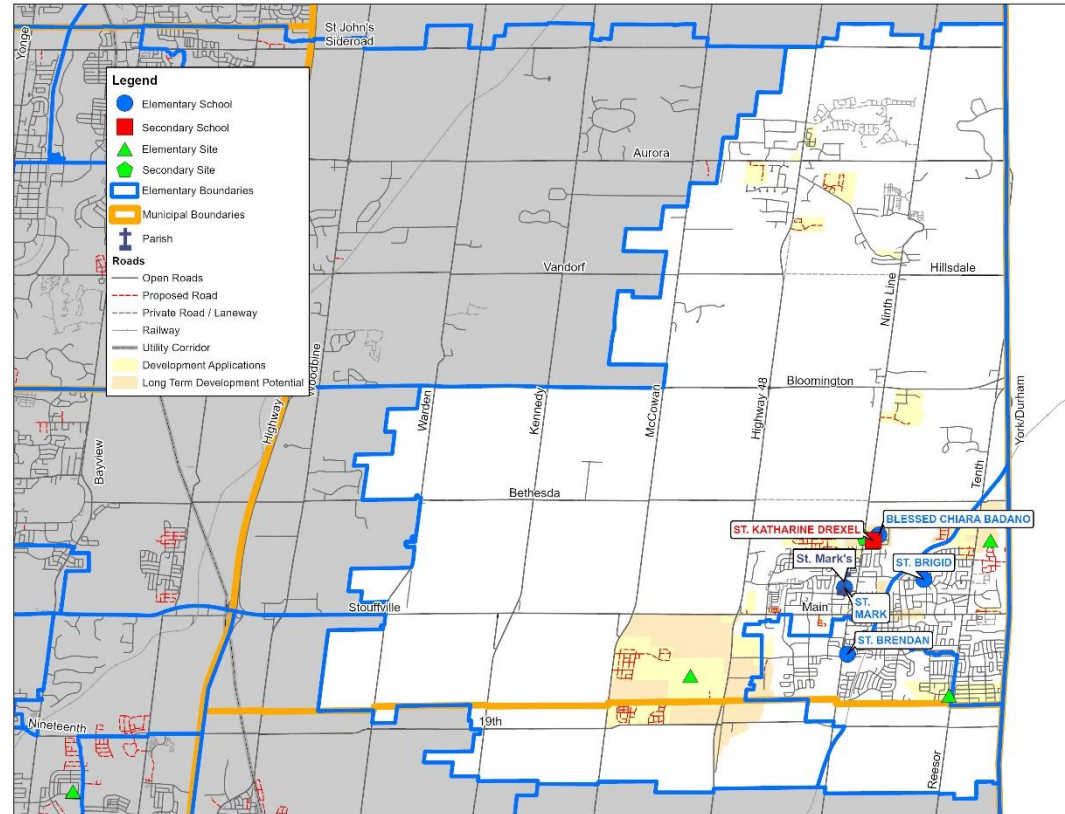 St John's
Sideroad
Yonge
Legend
Elementary School
Secondary School
Elementary Site
Secondary Site
Elementary Boundaries
Municipal Boundaries
Parish
Roads
Open Roads
Proposed Road
Private Road / Laneway
Railway
Utility Corridor
Development Applications
Long Term Development Potential
Aurora
Vandorf
Hillsdale
Ninth Line
Bloomington
Highway 48
McCowan
Kennedy
Warden
Highway
Bayview
York/Durham
Tenth
Bethesda
BLESSED CHIARA BADANO
ST. KATHARINE DREXEL
St. Mark's
ST. BRIGID
Stouffville
Main
ST.
MARK
ST. BRENDAN
Nineteenth
19th
Reesor